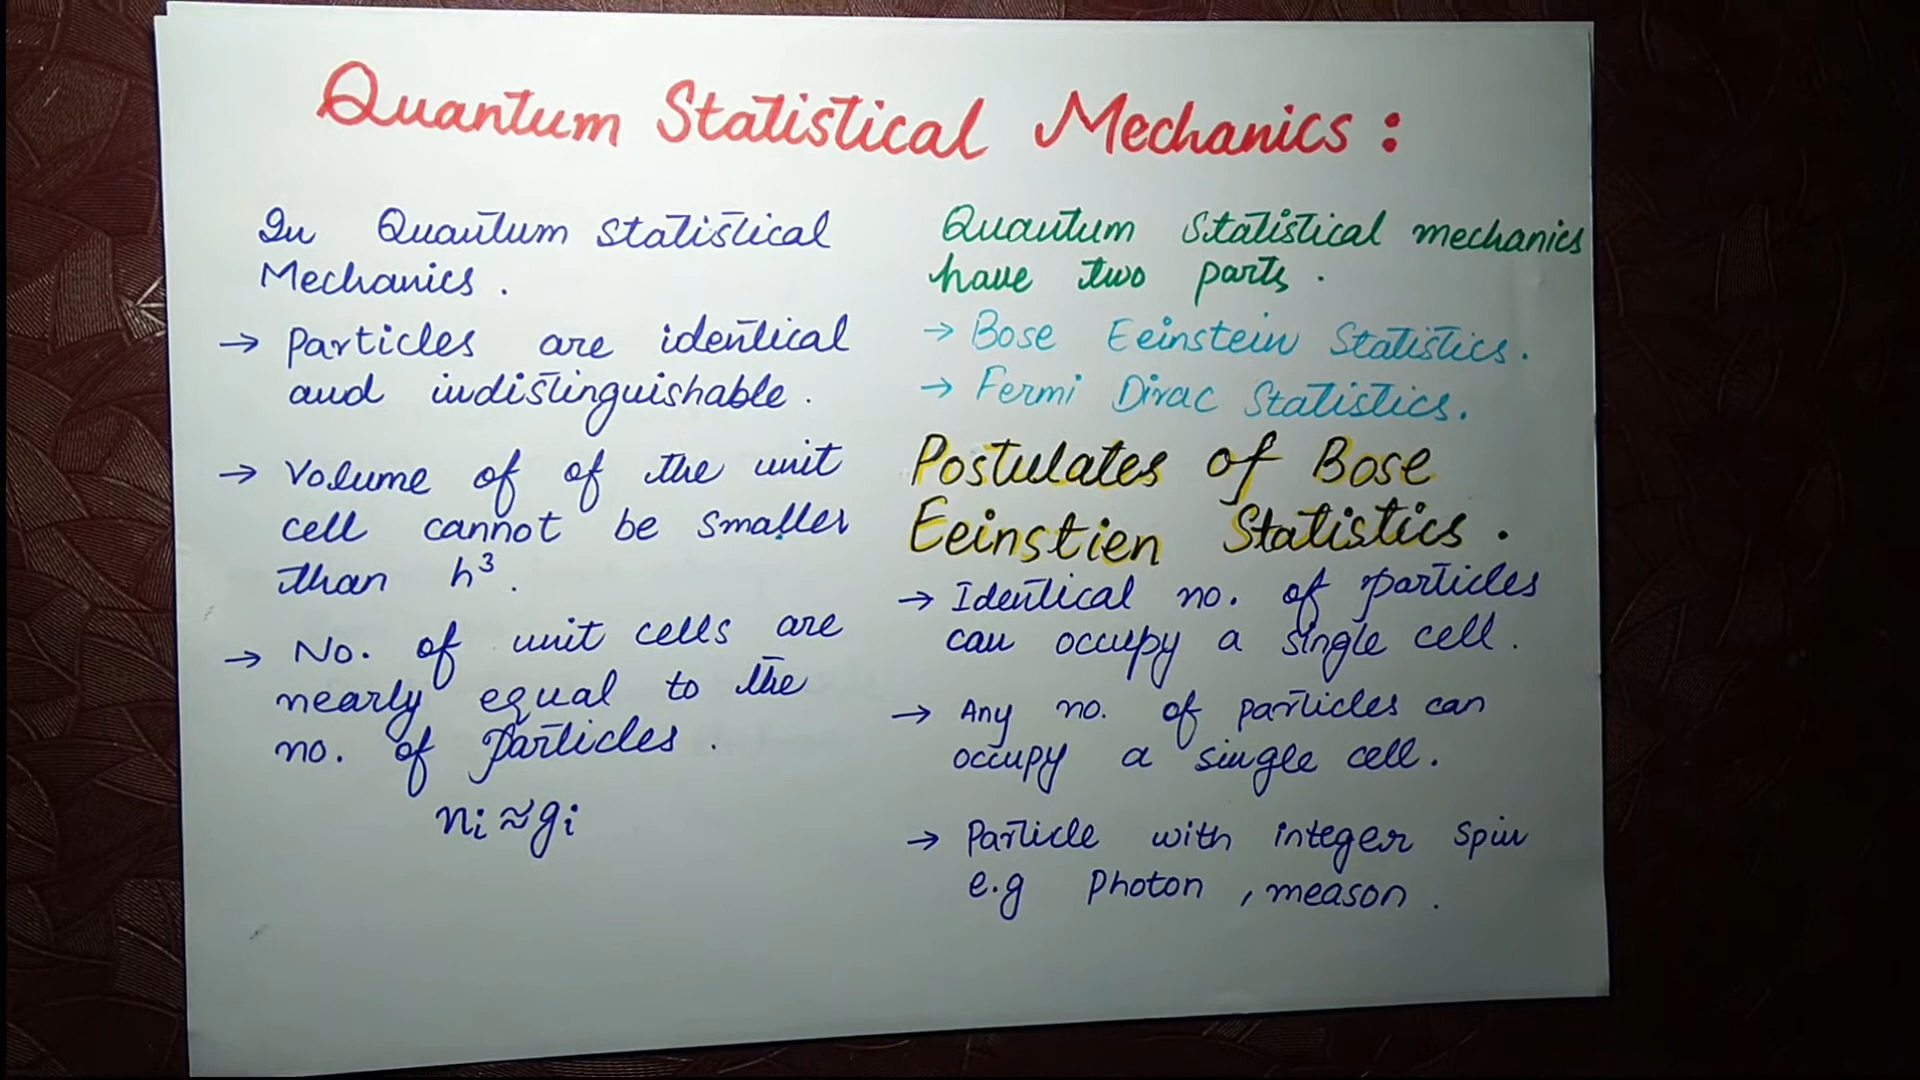 Quantum Statistical Mechanics :
In Quantum Statistical
Mechanics .
→ Particles are identical
and indistinguishable .
→ Volume of of the unit
cell cannot be smaller
than h³ .
→ No. of unit cells are
nearly equal to the
no. of particles .
nᵢ ≈ gᵢ
Quantum Statistical mechanics
have two parts .
→ Bose Eeinstein Statistics .
→ Fermi Dirac Statistics .
Postulates of Bose
Eeinstien Statistics .
→ Identical no. of particles
can occupy a single cell .
→ Any no. of particles can
occupy a single cell .
→ Particle with integer spin
e.g Photon , meason .